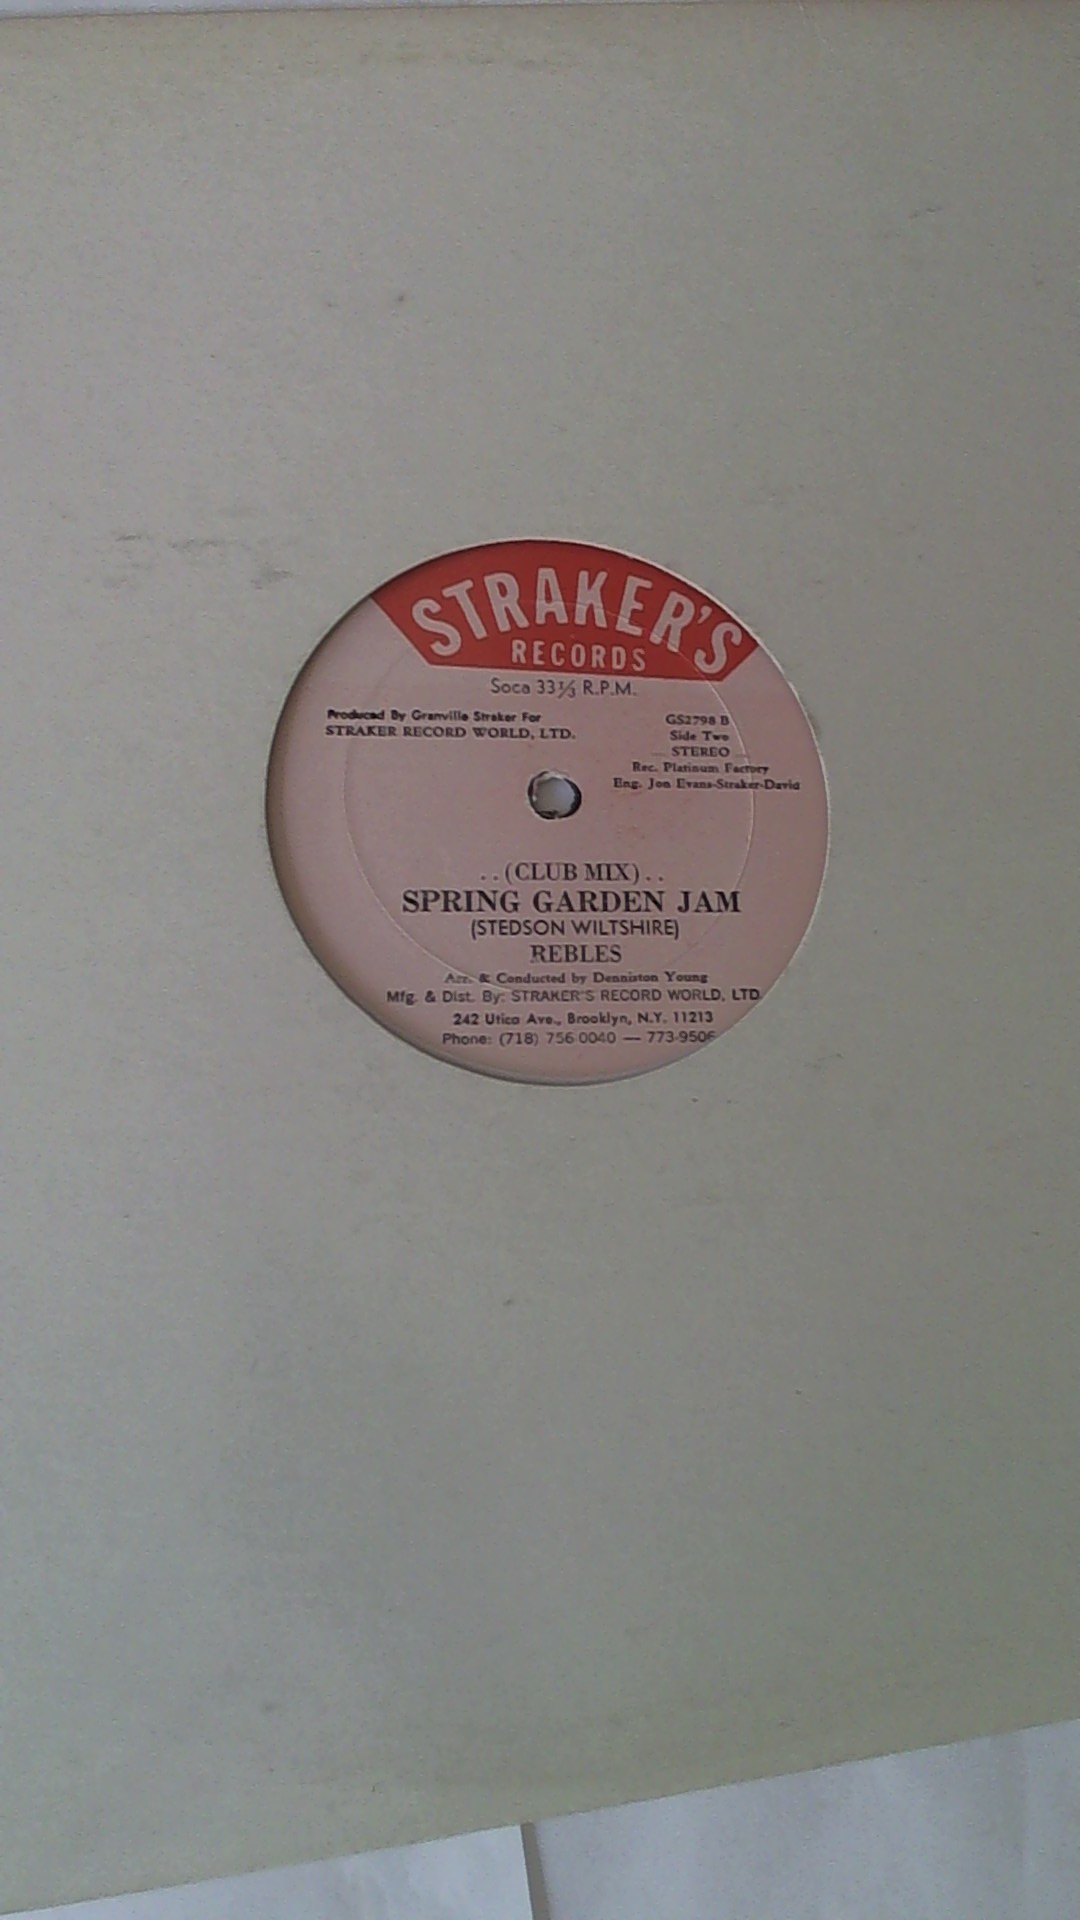 STRAKER'S
RECORDS
Soca 33⅓ R.P.M.
Produced By Granville Straker For
STRAKER RECORD WORLD, LTD.
GS2798 B
Side Two
STEREO
Rec. Platinum Factory
Eng. Jon Evans-Straker-David
. . (CLUB MIX) . .
SPRING GARDEN JAM
(STEDSON WILTSHIRE)
REBLES
Arr. & Conducted by Denniston Young
Mfg. & Dist. By: STRAKER'S RECORD WORLD, LTD
242 Utica Ave., Brooklyn, N.Y. 11213
Phone: (718) 756-0040 — 773-9506